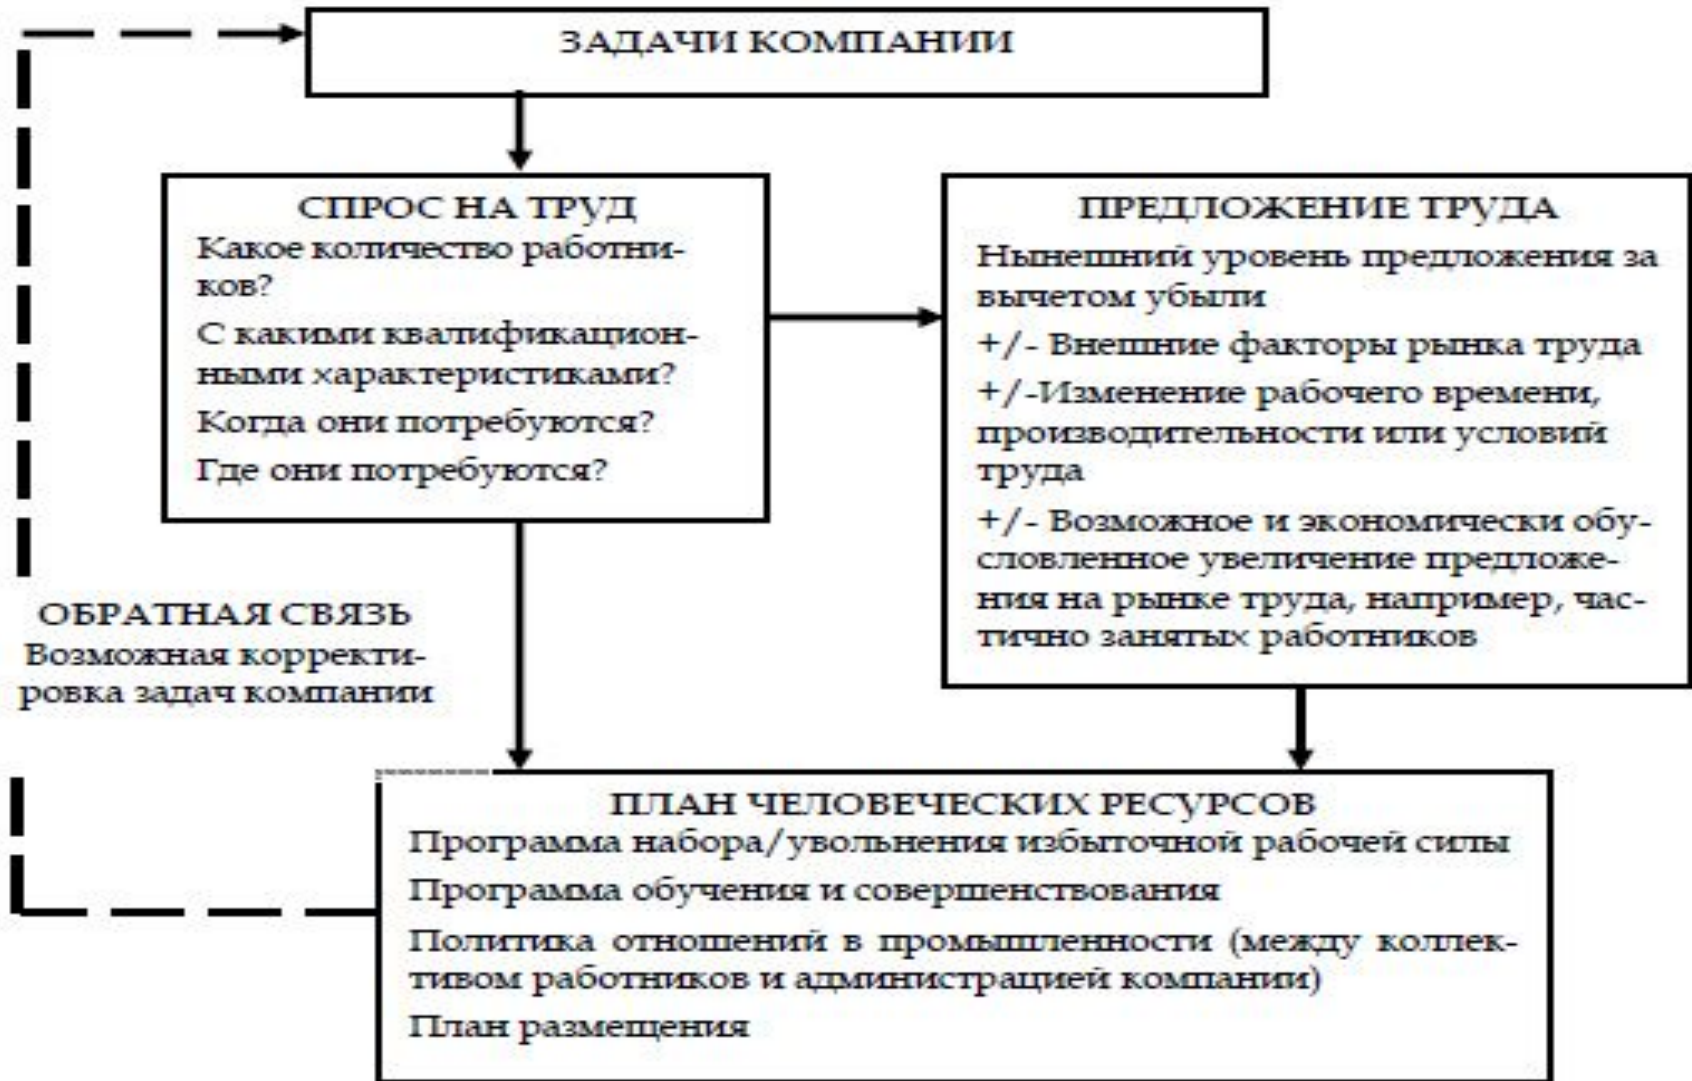 ЗАДАЧИ КОМПАНИИ
СПРОС НА ТРУД
Какое количество работни-
ков?
С какими квалификацион-
ными характеристиками?
Когда они потребуются?
Где они потребуются?
ПРЕДЛОЖЕНИЕ ТРУДА
Нынешний уровень предложения за
вычетом убыли
+/- Внешние факторы рынка труда
+/-Изменение рабочего времени,
производительности или условий
труда
+/- Возможное и экономически обу-
словленное увеличение предложе-
ния на рынке труда, например, час-
тично занятых работников
ОБРАТНАЯ СВЯЗЬ
Возможная корректи-
ровка задач компании
ПЛАН ЧЕЛОВЕЧЕСКИХ РЕСУРСОВ
Программа набора/увольнения избыточной рабочей силы
Программа обучения и совершенствования
Политика отношений в промышленности (между коллек-
тивом работников и администрацией компании)
План размещения